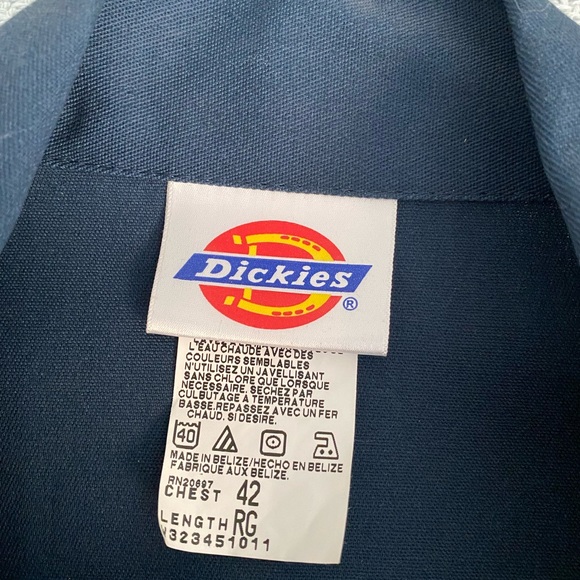 Dickies
®
L'EAU CHAUDE AVEC DES
COULEURS SEMBLABLES
N'UTILISEZ UN JAVELLISANT
SANS CHLORE QUE LORSQUE
NECESSAIRE. SECHEZ PAR
CULBUTAGE A TEMPERATURE
BASSE.REPASSEZ AVEC UN FER
CHAUD. SI DESIRE.
40
MADE IN BELIZE/HECHO EN BELIZE
FABRIQUE AUX BELIZE.
RN20697
CHEST 42
LENGTH RG
V323451011